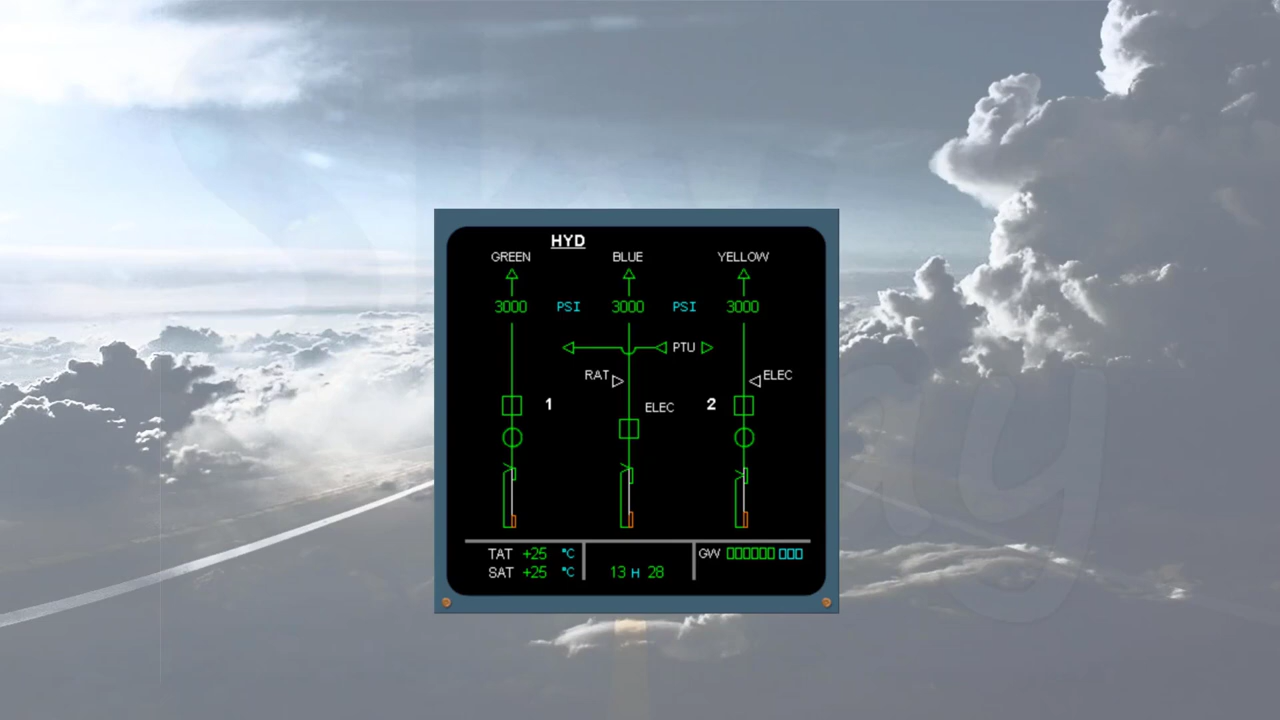 HYD
GREEN BLUE YELLOW
3000 PSI 3000 PSI 3000
PTU
RAT ELEC
1 ELEC 2
TAT +25 °C GW
SAT +25 °C 13 H 28